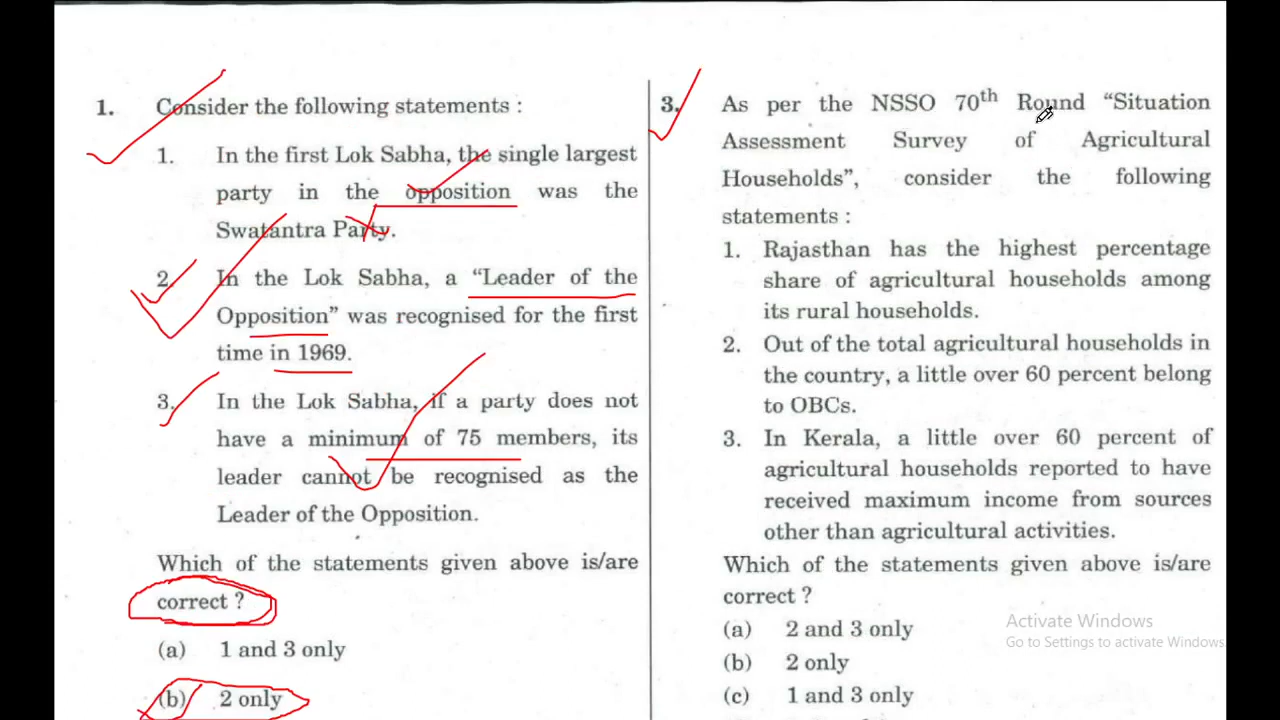 1. Consider the following statements :
1. In the first Lok Sabha, the single largest
party in the opposition was the
Swatantra Party.
2. In the Lok Sabha, a “Leader of the
Opposition” was recognised for the first
time in 1969.
3. In the Lok Sabha, if a party does not
have a minimum of 75 members, its
leader cannot be recognised as the
Leader of the Opposition.
Which of the statements given above is/are
correct ?
(a) 1 and 3 only
(b) 2 only
3. As per the NSSO 70th Round “Situation
Assessment Survey of Agricultural
Households”, consider the following
statements :
1. Rajasthan has the highest percentage
share of agricultural households among
its rural households.
2. Out of the total agricultural households in
the country, a little over 60 percent belong
to OBCs.
3. In Kerala, a little over 60 percent of
agricultural households reported to have
received maximum income from sources
other than agricultural activities.
Which of the statements given above is/are
correct ?
(a) 2 and 3 only
(b) 2 only
(c) 1 and 3 only
Activate Windows
Go to Settings to activate Windows.